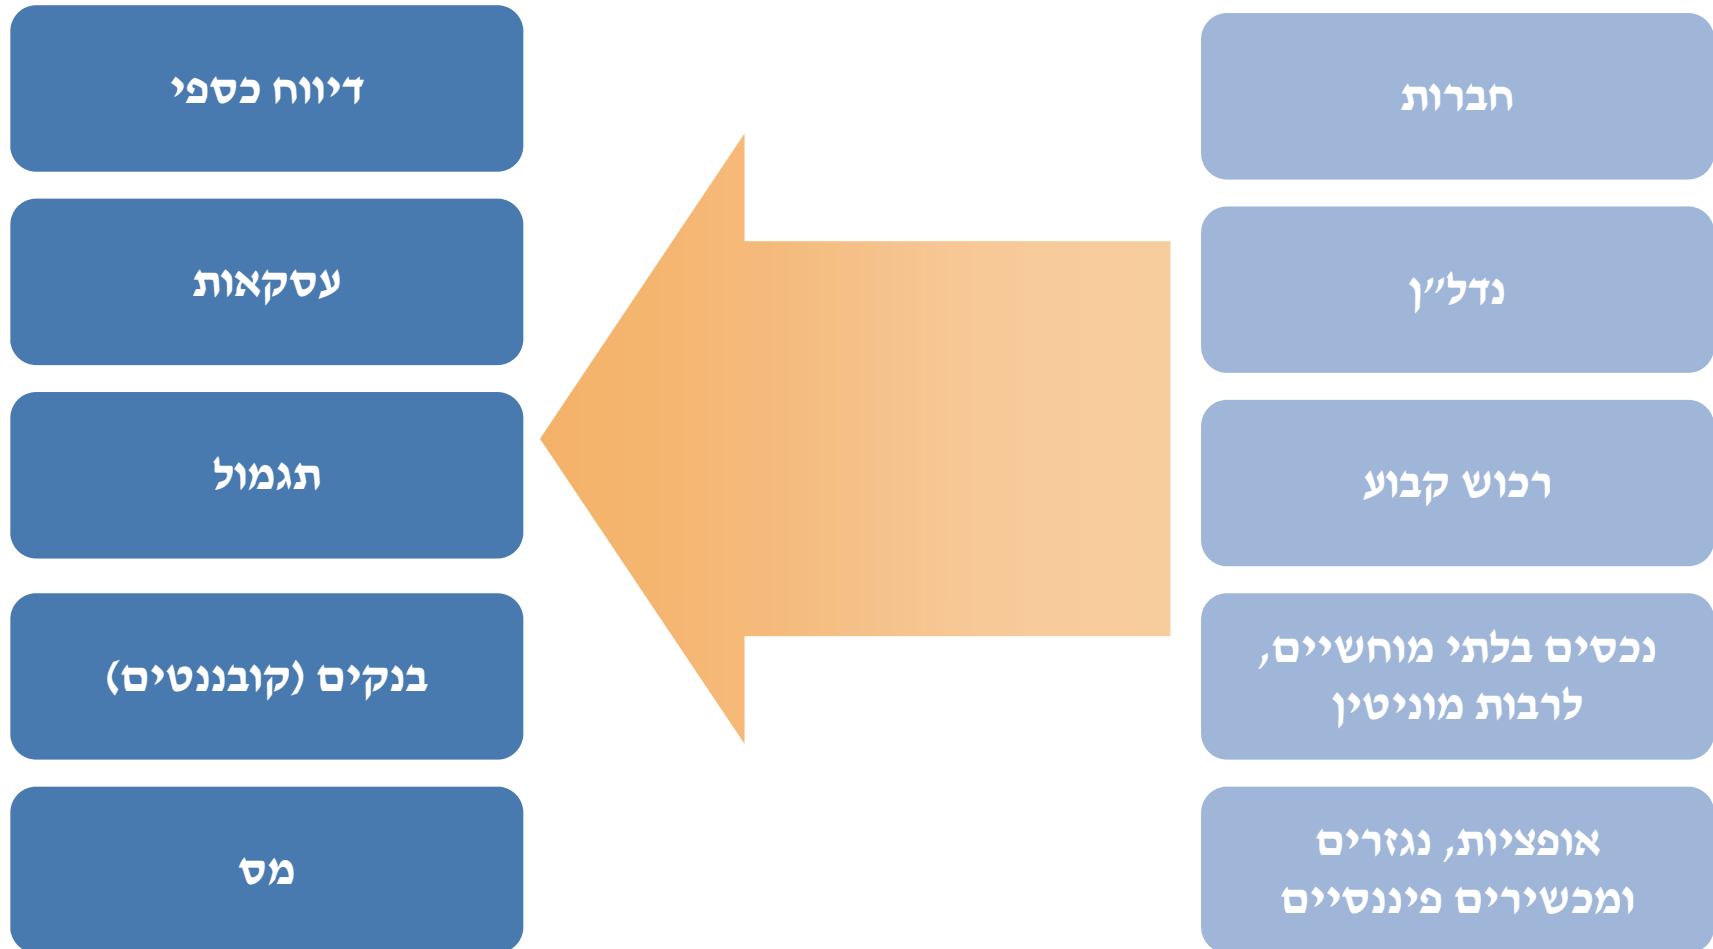 חברות
נדל״ן
רכוש קבוע
נכסים בלתי מוחשיים,
לרבות מוניטין
אופציות, נגזרים
ומכשירים פיננסיים
דיווח כספי
עסקאות
תגמול
בנקים (קובננטים)
מס